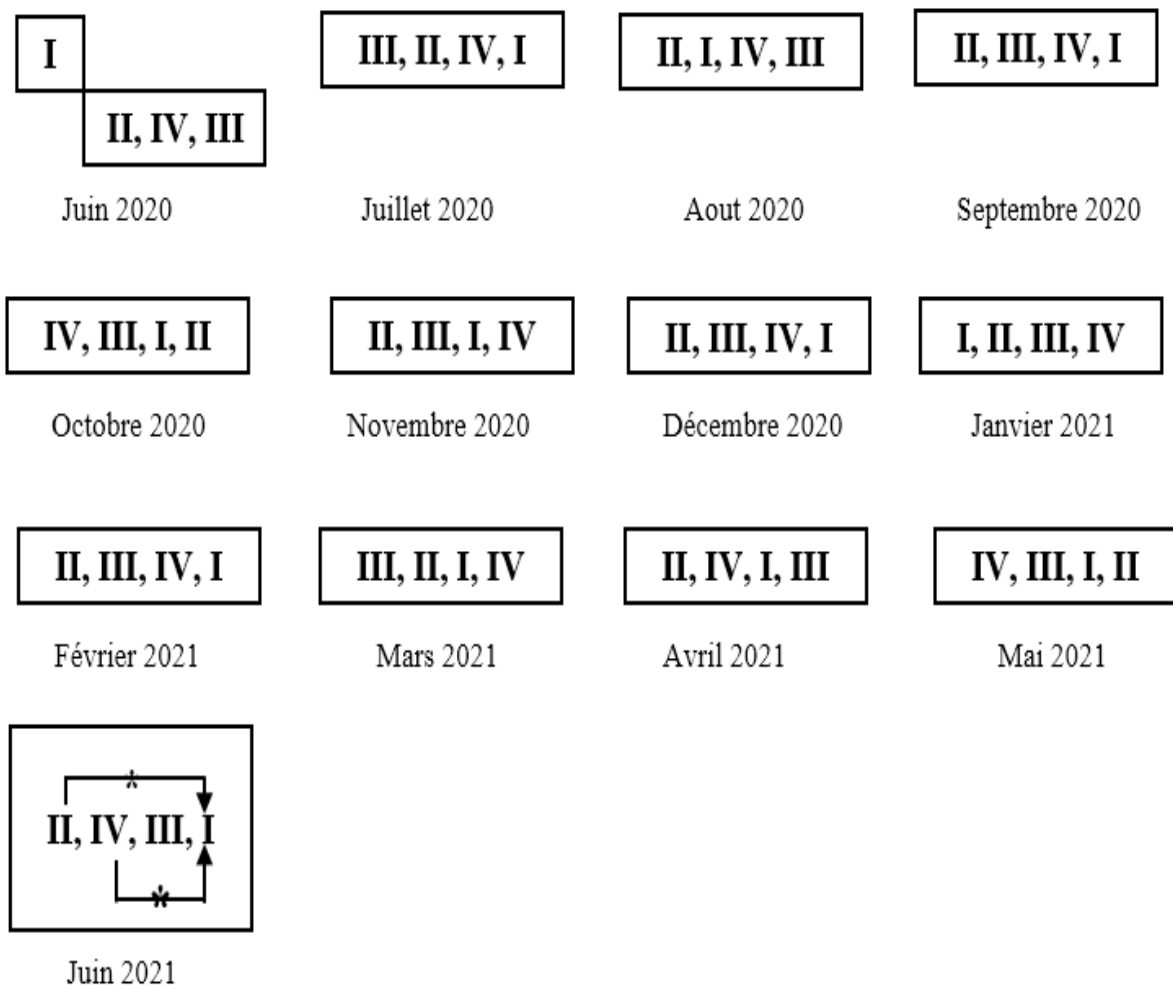 I
II, IV, III
Juin 2020
III, II, IV, I
Juillet 2020
II, I, IV, III
Aout 2020
II, III, IV, I
Septembre 2020
IV, III, I, II
Octobre 2020
II, III, I, IV
Novembre 2020
II, III, IV, I
Décembre 2020
I, II, III, IV
Janvier 2021
II, III, IV, I
Février 2021
III, II, I, IV
Mars 2021
II, IV, I, III
Avril 2021
IV, III, I, II
Mai 2021
*
II, IV, III, I
*
Juin 2021